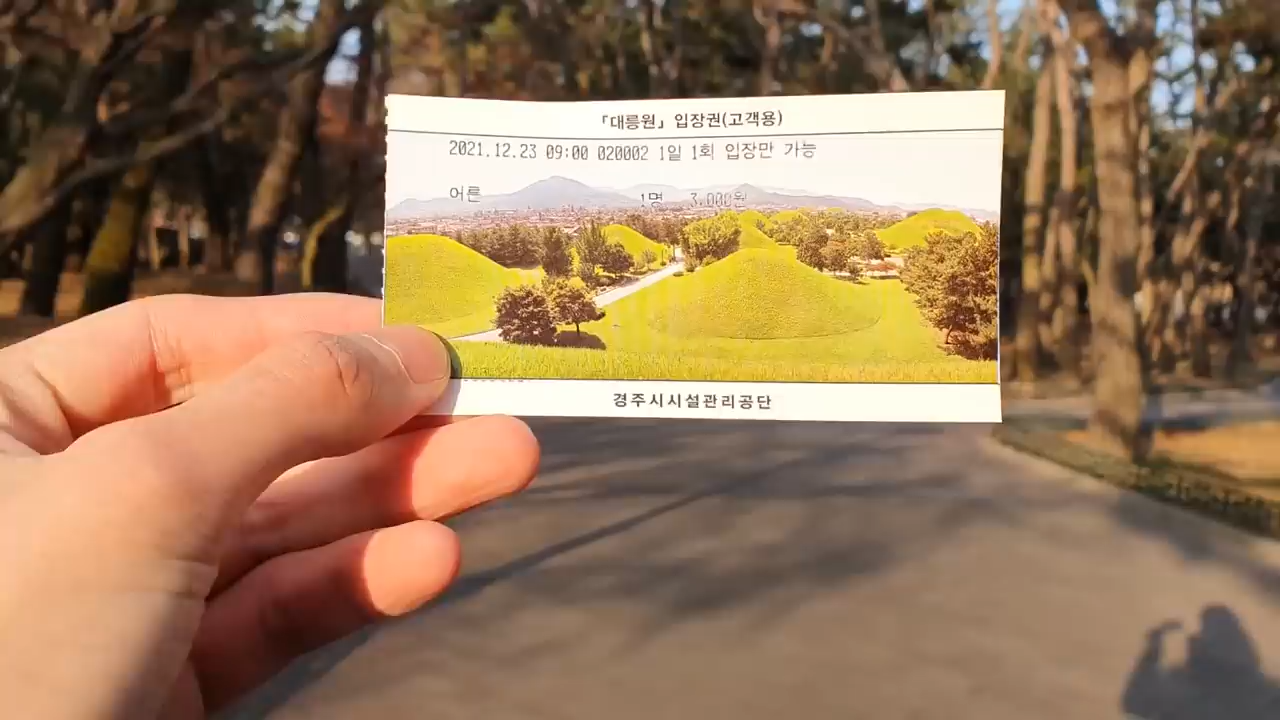 「대릉원」 입장권(고객용)
2021.12.23 09:00 020002 1일 1회 입장만 가능
어른 1명 3,000원
경주시시설관리공단